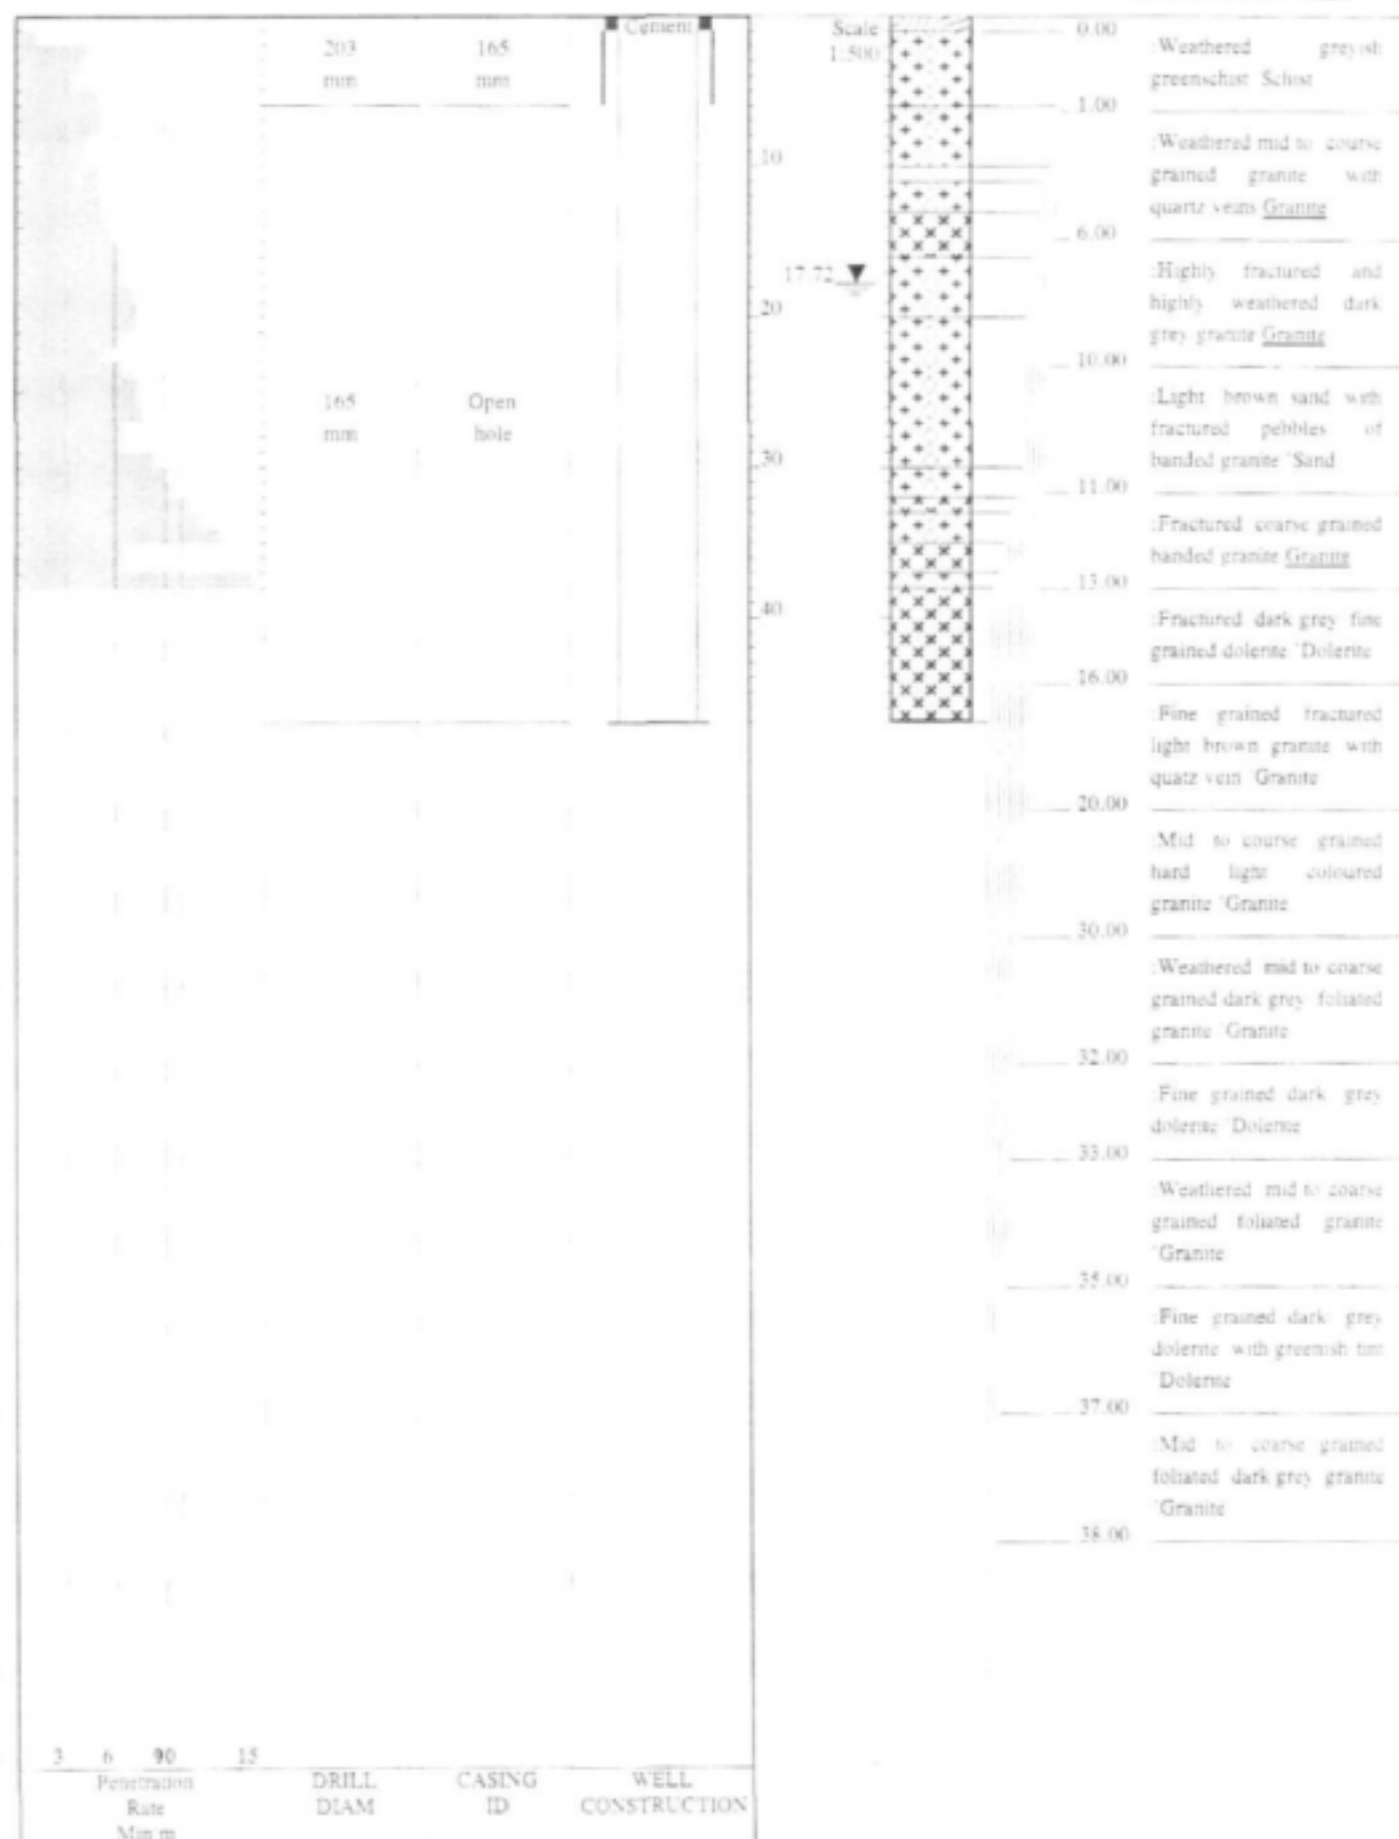 Cement
203
mm
165
mm
165
mm
Open
hole
10
20
30
40
Scale
1:500
17.72
0.00
:Weathered greyish
greenschist Schist
1.00
:Weathered mid to course
grained granite with
quartz veins Granite
6.00
:Highly fractured and
highly weathered dark
grey granite Granite
10.00
:Light brown sand with
fractured pebbles of
banded granite `Sand
11.00
:Fractured coarse grained
banded granite Granite
13.00
:Fractured dark grey fine
grained dolerite `Dolerite
16.00
:Fine grained fractured
light brown granite with
quatz vein `Granite
20.00
:Mid to course grained
hard light coloured
granite `Granite
30.00
:Weathered mid to coarse
grained dark grey foliated
granite `Granite
32.00
:Fine grained dark grey
dolerite `Dolerite
33.00
:Weathered mid to coarse
grained foliated granite
`Granite
35.00
:Fine grained dark grey
dolerite with greenish tint
`Dolerite
37.00
:Mid to coarse grained
foliated dark grey granite
`Granite
38.00
3 6 90 15
Penetration
Rate
Min m
DRILL
DIAM
CASING
ID
WELL
CONSTRUCTION